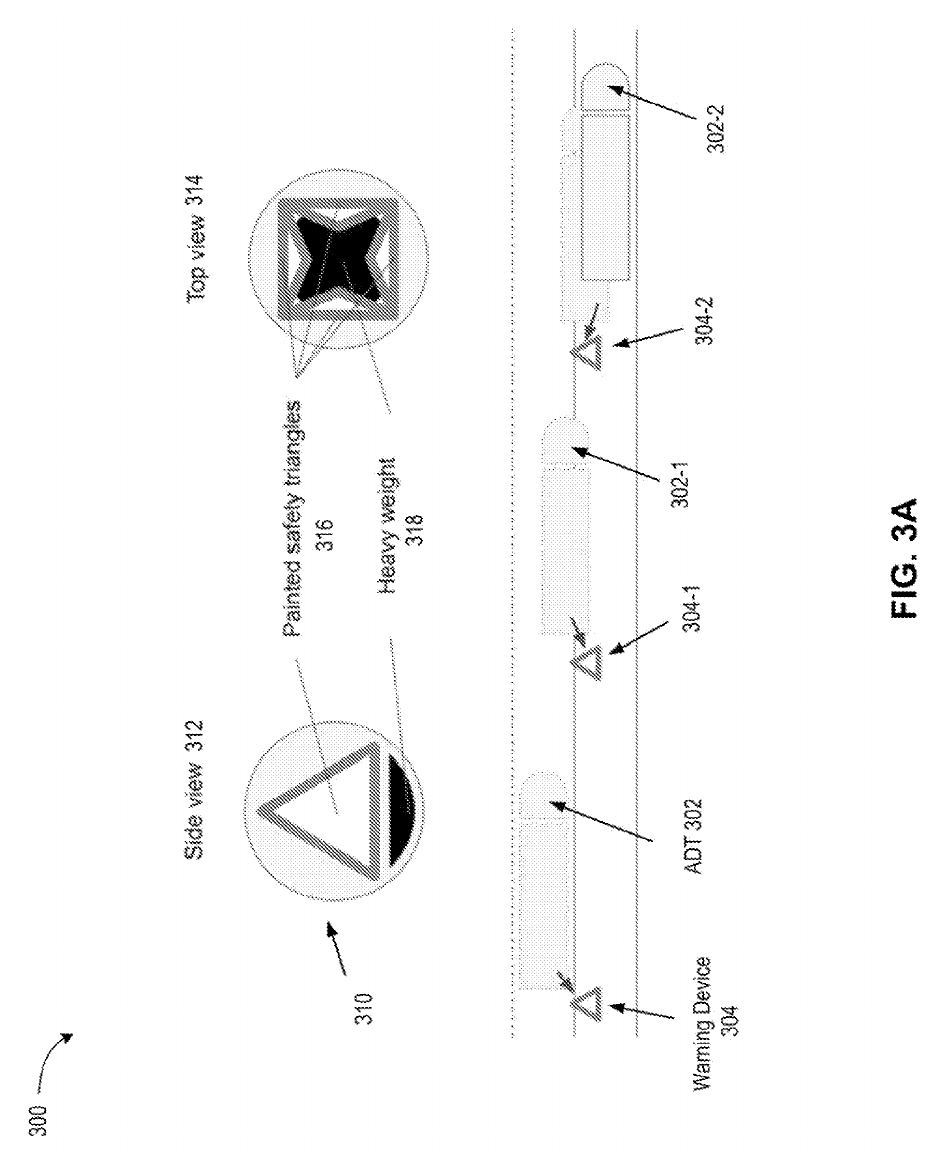 300
Side view 312
Top view 314
310
Painted safety triangles
316
Heavy weight
318
Warning Device
304
ADT 302
304-1
302-1
304-2
302-2
FIG. 3A